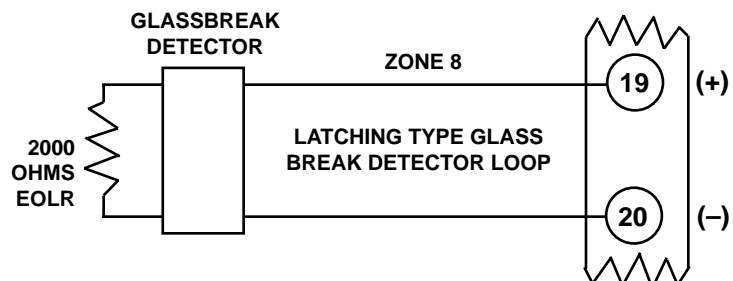 GLASSBREAK
DETECTOR
ZONE 8
19
(+)
LATCHING TYPE GLASS
BREAK DETECTOR LOOP
2000
OHMS
EOLR
20
(–)